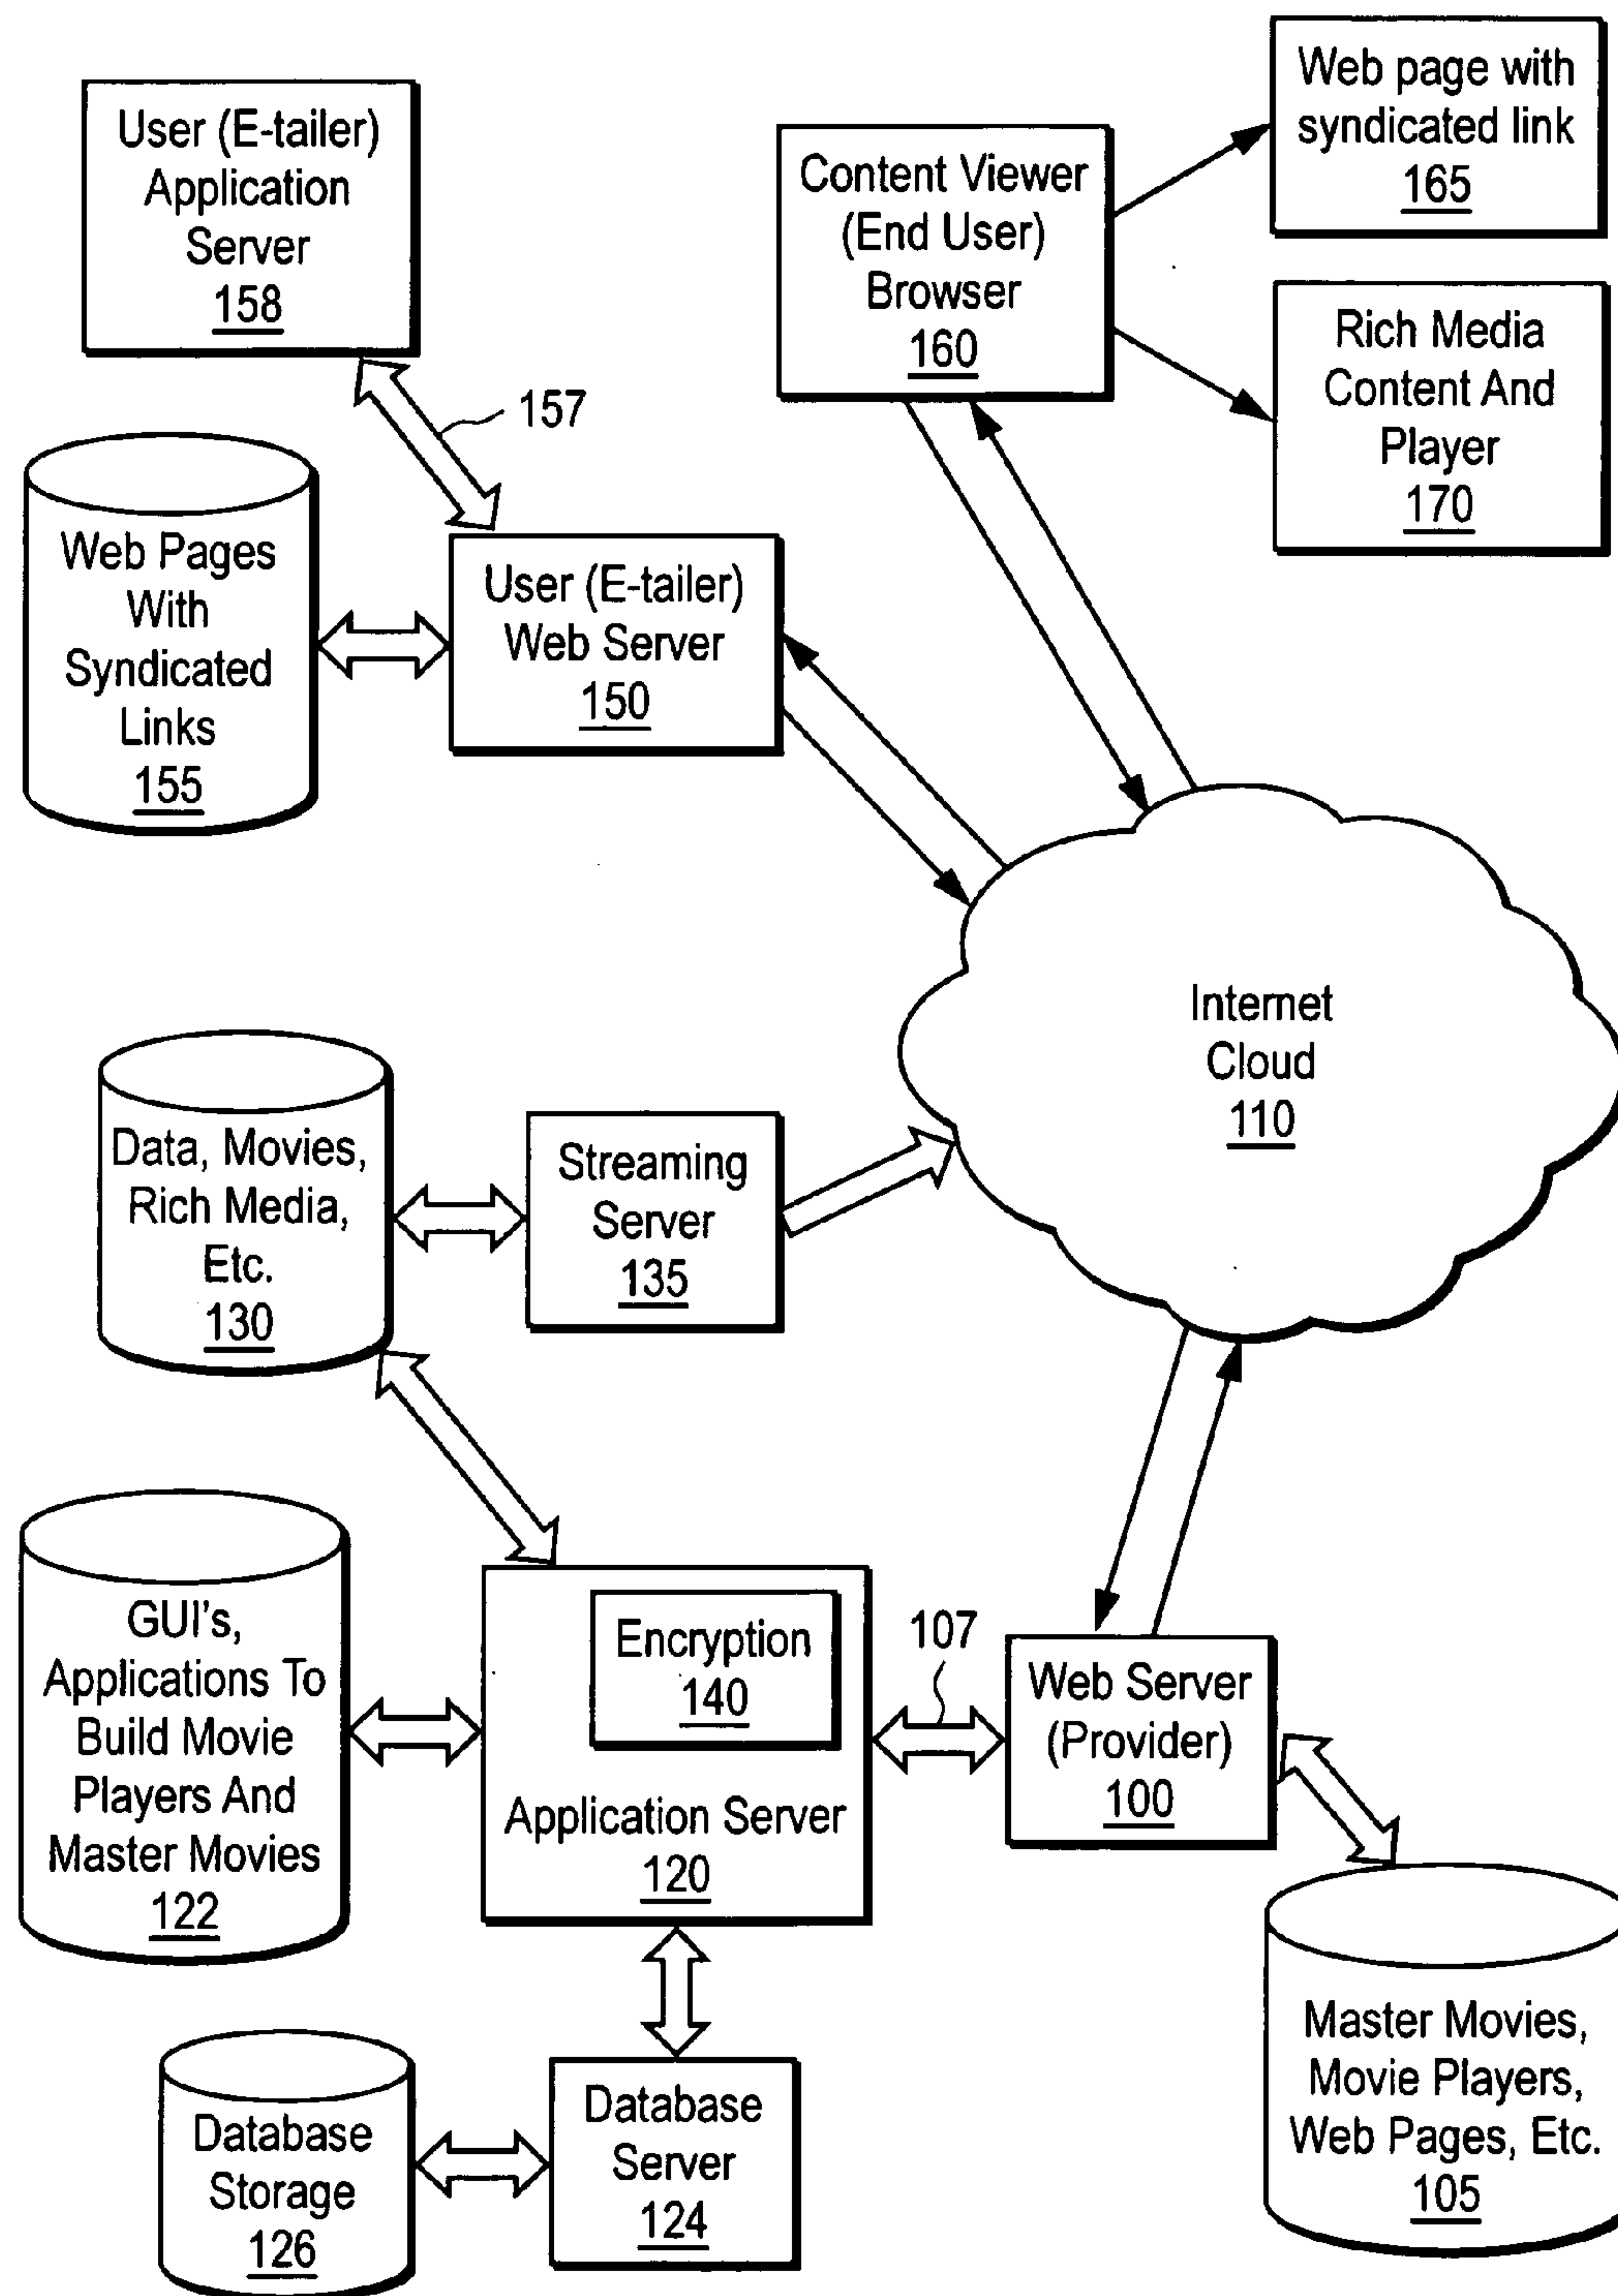 User (E-tailer)
Application
Server
158
Content Viewer
(End User)
Browser
160
Web page with
syndicated link
165
Rich Media
Content And
Player
170
157
Web Pages
With
Syndicated
Links
155
User (E-tailer)
Web Server
150
Internet
Cloud
110
Data, Movies,
Rich Media,
Etc.
130
Streaming
Server
135
GUI's,
Applications To
Build Movie
Players And
Master Movies
122
Encryption
140
Application Server
120
107
Web Server
(Provider)
100
Master Movies,
Movie Players,
Web Pages, Etc.
105
Database
Storage
126
Database
Server
124